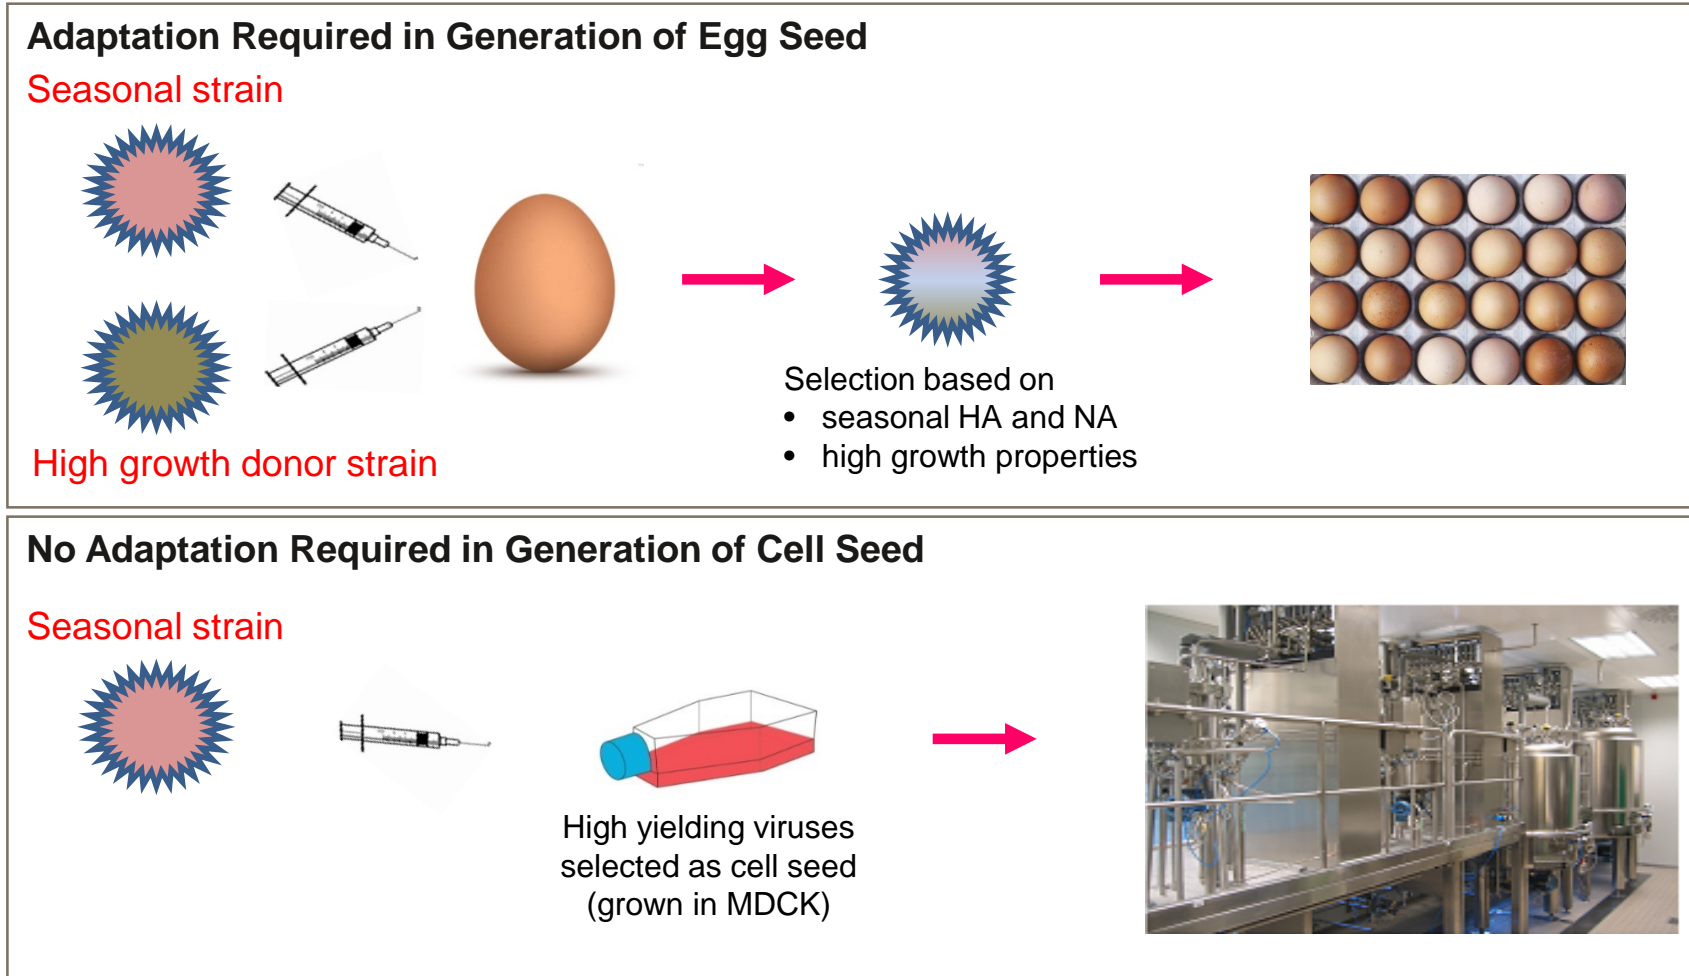 Adaptation Required in Generation of Egg Seed
Seasonal strain
High growth donor strain
Selection based on
• seasonal HA and NA
• high growth properties
No Adaptation Required in Generation of Cell Seed
Seasonal strain
High yielding viruses
selected as cell seed
(grown in MDCK)